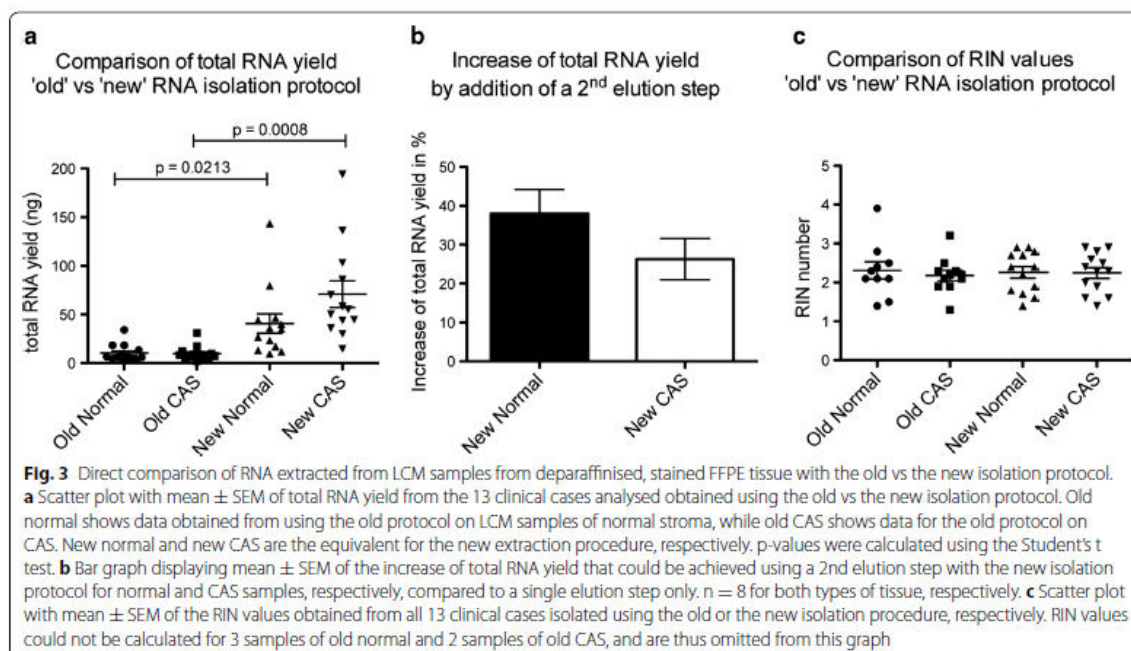 a
Comparison of total RNA yield
'old' vs 'new' RNA isolation protocol
p = 0.0008
p = 0.0213
total RNA yield (ng)
200
150
100
50
0
Old Normal
Old CAS
New Normal
New CAS
b
Increase of total RNA yield
by addition of a 2nd elution step
Increase of total RNA yield in %
50
40
30
20
10
0
New Normal
New CAS
c
Comparison of RIN values
'old' vs 'new' RNA isolation protocol
RIN number
5
4
3
2
1
0
Old Normal
Old CAS
New Normal
New CAS
Fig. 3 Direct comparison of RNA extracted from LCM samples from deparaffinised, stained FFPE tissue with the old vs the new isolation protocol.
a Scatter plot with mean ± SEM of total RNA yield from the 13 clinical cases analysed obtained using the old vs the new isolation protocol. Old
normal shows data obtained from using the old protocol on LCM samples of normal stroma, while old CAS shows data for the old protocol on
CAS. New normal and new CAS are the equivalent for the new extraction procedure, respectively. p-values were calculated using the Student's t
test. b Bar graph displaying mean ± SEM of the increase of total RNA yield that could be achieved using a 2nd elution step with the new isolation
protocol for normal and CAS samples, respectively, compared to a single elution step only. n = 8 for both types of tissue, respectively. c Scatter plot
with mean ± SEM of the RIN values obtained from all 13 clinical cases isolated using the old or the new isolation procedure, respectively. RIN values
could not be calculated for 3 samples of old normal and 2 samples of old CAS, and are thus omitted from this graph